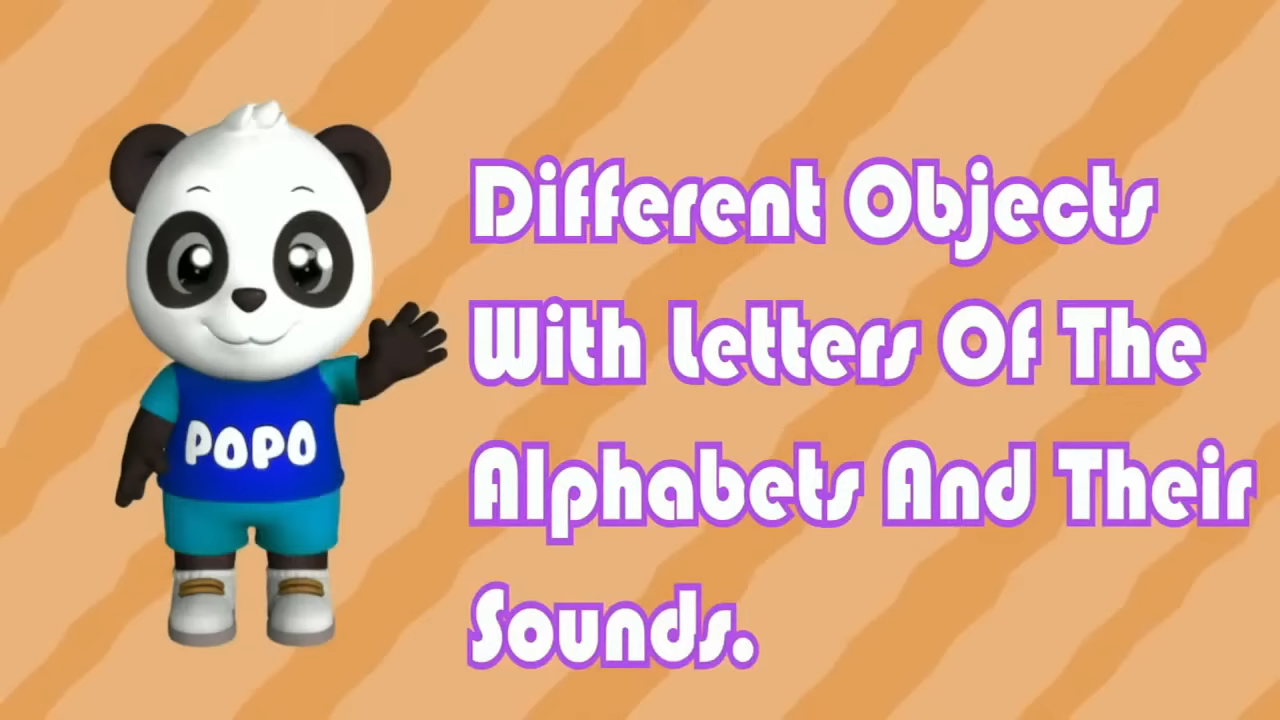 POPO
Different Objects
With Letters Of The
Alphabets And Their
Sounds.